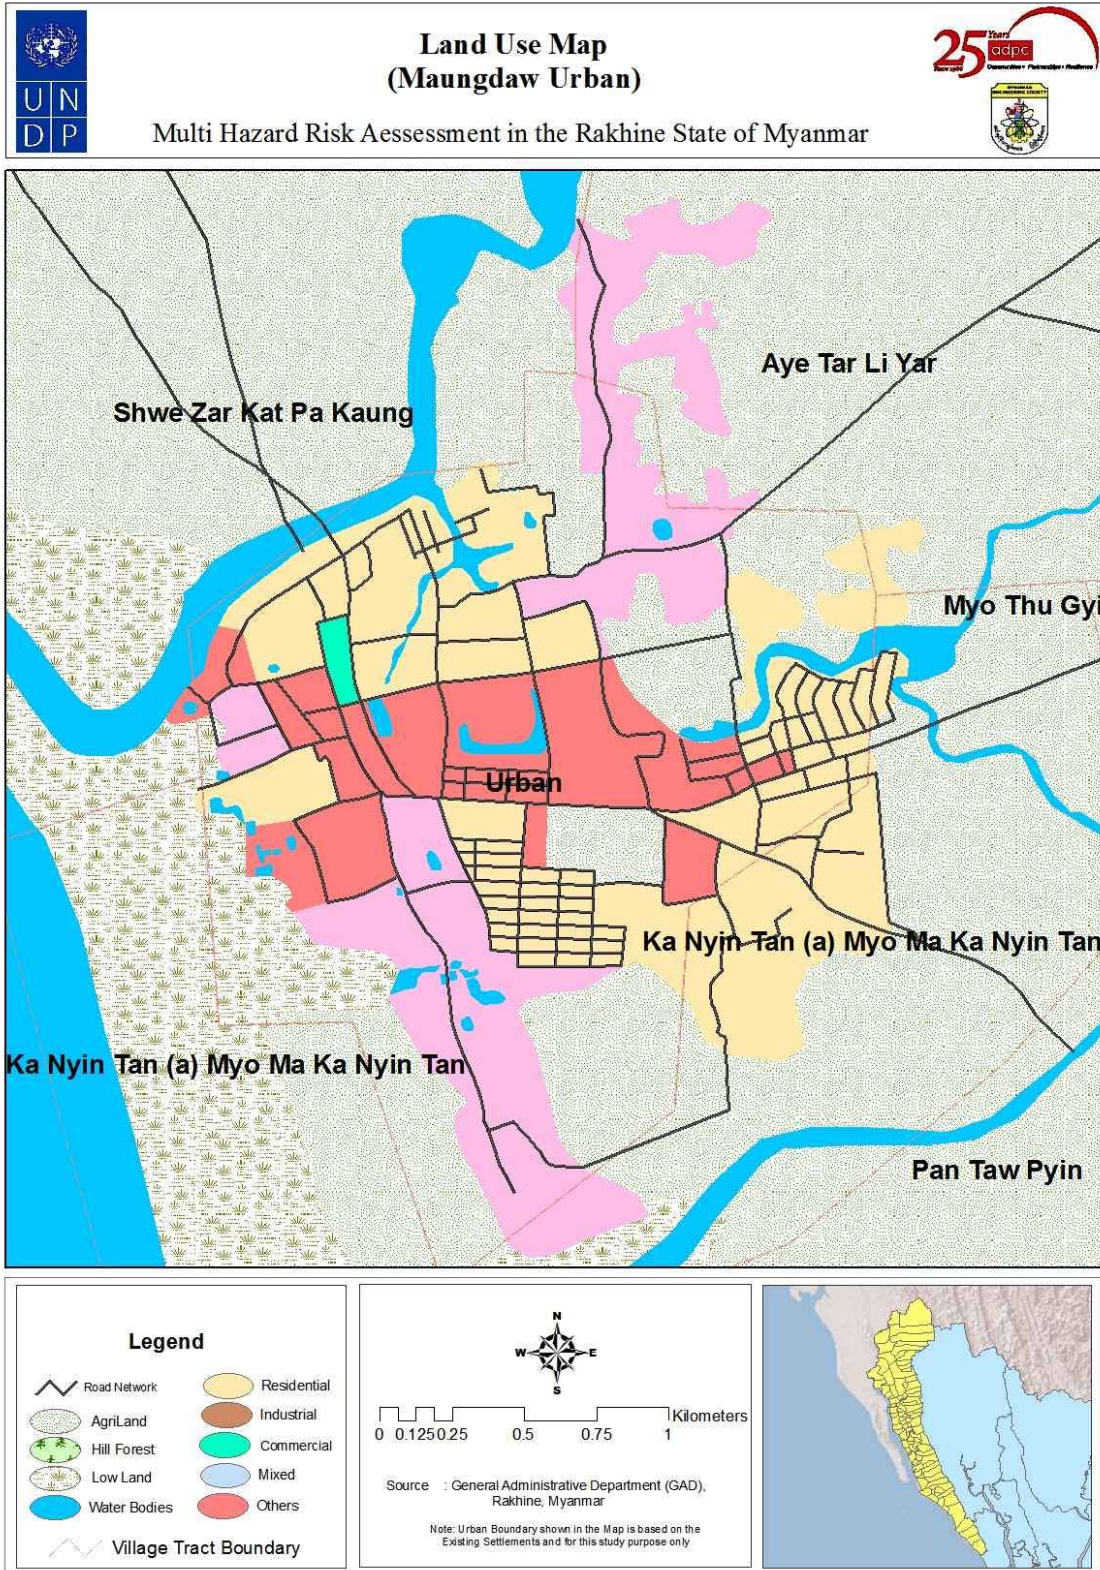 U N
D P
Land Use Map
(Maungdaw Urban)
Multi Hazard Risk Aessessment in the Rakhine State of Myanmar
25 Years
adpc
Aye Tar Li Yar
Shwe Zar Kat Pa Kaung
Myo Thu Gyi
Urban
Ka Nyin Tan (a) Myo Ma Ka Nyin Tan
Ka Nyin Tan (a) Myo Ma Ka Nyin Tan
Pan Taw Pyin
Legend
Road Network
AgriLand
Hill Forest
Low Land
Water Bodies
Residential
Industrial
Commercial
Mixed
Others
Village Tract Boundary
N
W E
S
Kilometers
0 0.125 0.25 0.5 0.75 1
Source : General Administrative Department (GAD),
Rakhine, Myanmar
Note: Urban Boundary shown in the Map is based on the
Existing Settlements and for this study purpose only